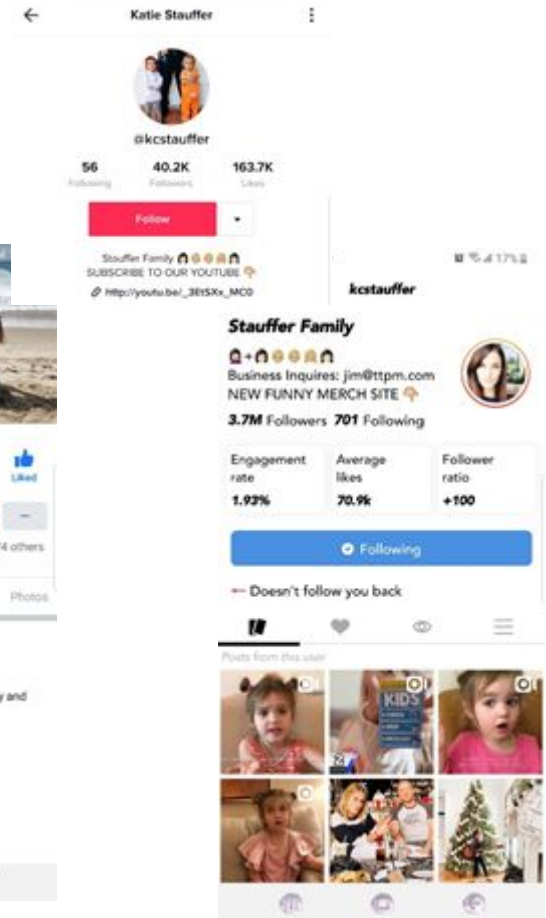 Katie Stauffer
@kcstauffer
56 40.2K 163.7K
Following Followers Likes
Follow
Stauffer Family
SUBSCRIBE TO OUR YOUTUBE
http://youtu.be/_3EtSXx_MC0
17%
kcstauffer
Stauffer Family
Business Inquires: jim@ttpm.com
NEW FUNNY MERCH SITE
3.7M Followers 701 Following
Engagement rate
1.93%
Average likes
70.9k
Follower ratio
+100
Following
Doesn't follow you back
Posts from this user
KIDS
Liked
4 others
Photos
y and